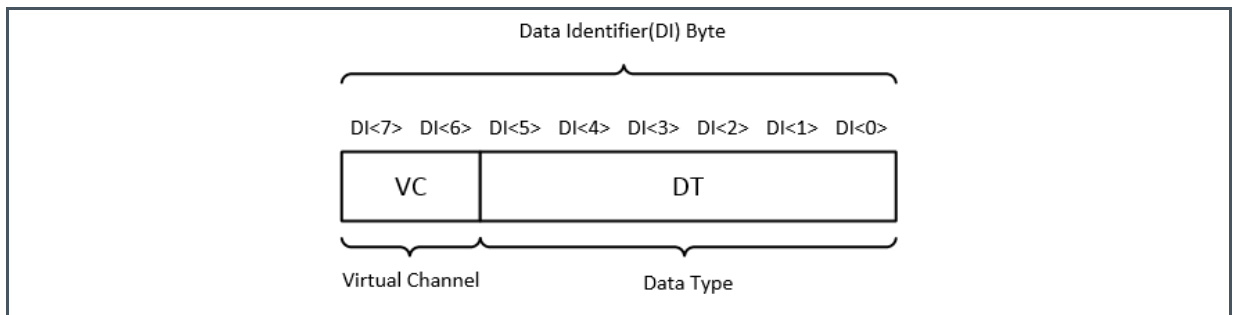 Data Identifier(DI) Byte
DI<7> DI<6> DI<5> DI<4> DI<3> DI<2> DI<1> DI<0>
VC DT
Virtual Channel Data Type